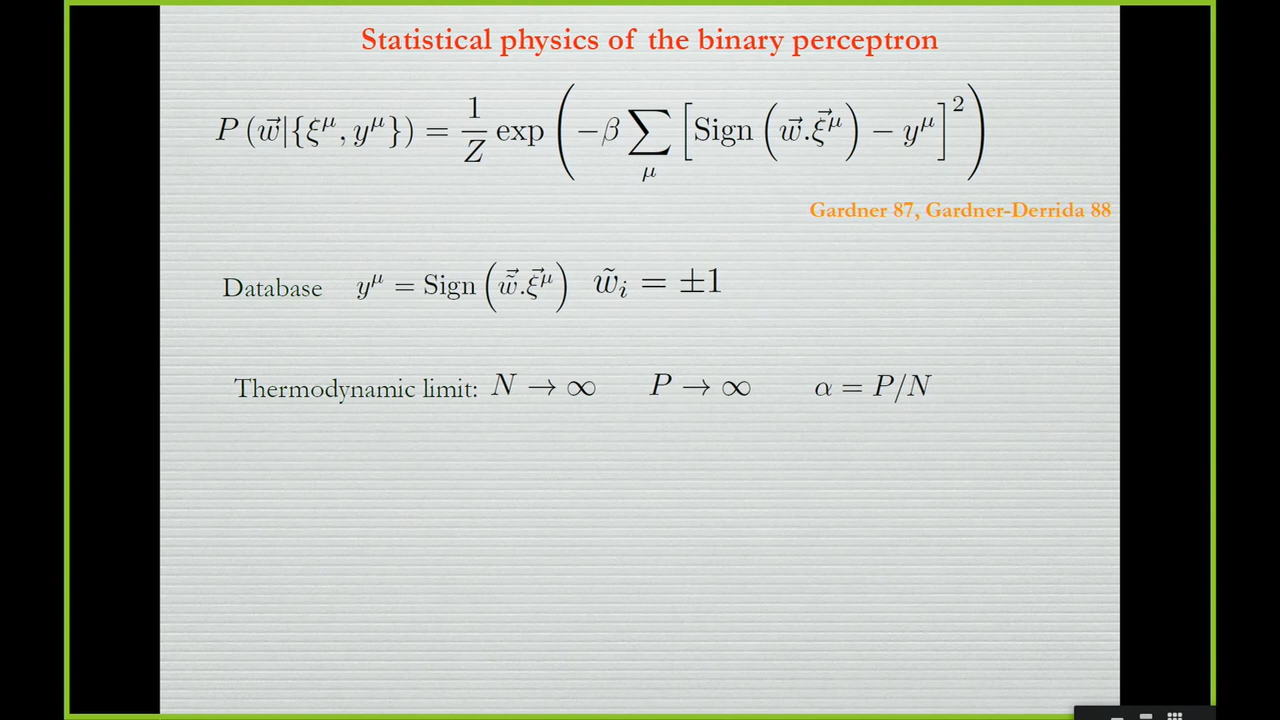 Statistical physics of the binary perceptron
P(w⃗|{ξ^μ, y^μ}) = 1/Z exp(−β ∑_μ [Sign(w⃗.ξ⃗^μ) − y^μ]^2)
Gardner 87, Gardner-Derrida 88
Database y^μ = Sign(w̃⃗.ξ⃗^μ) w̃_i = ±1
Thermodynamic limit: N → ∞ P → ∞ α = P/N